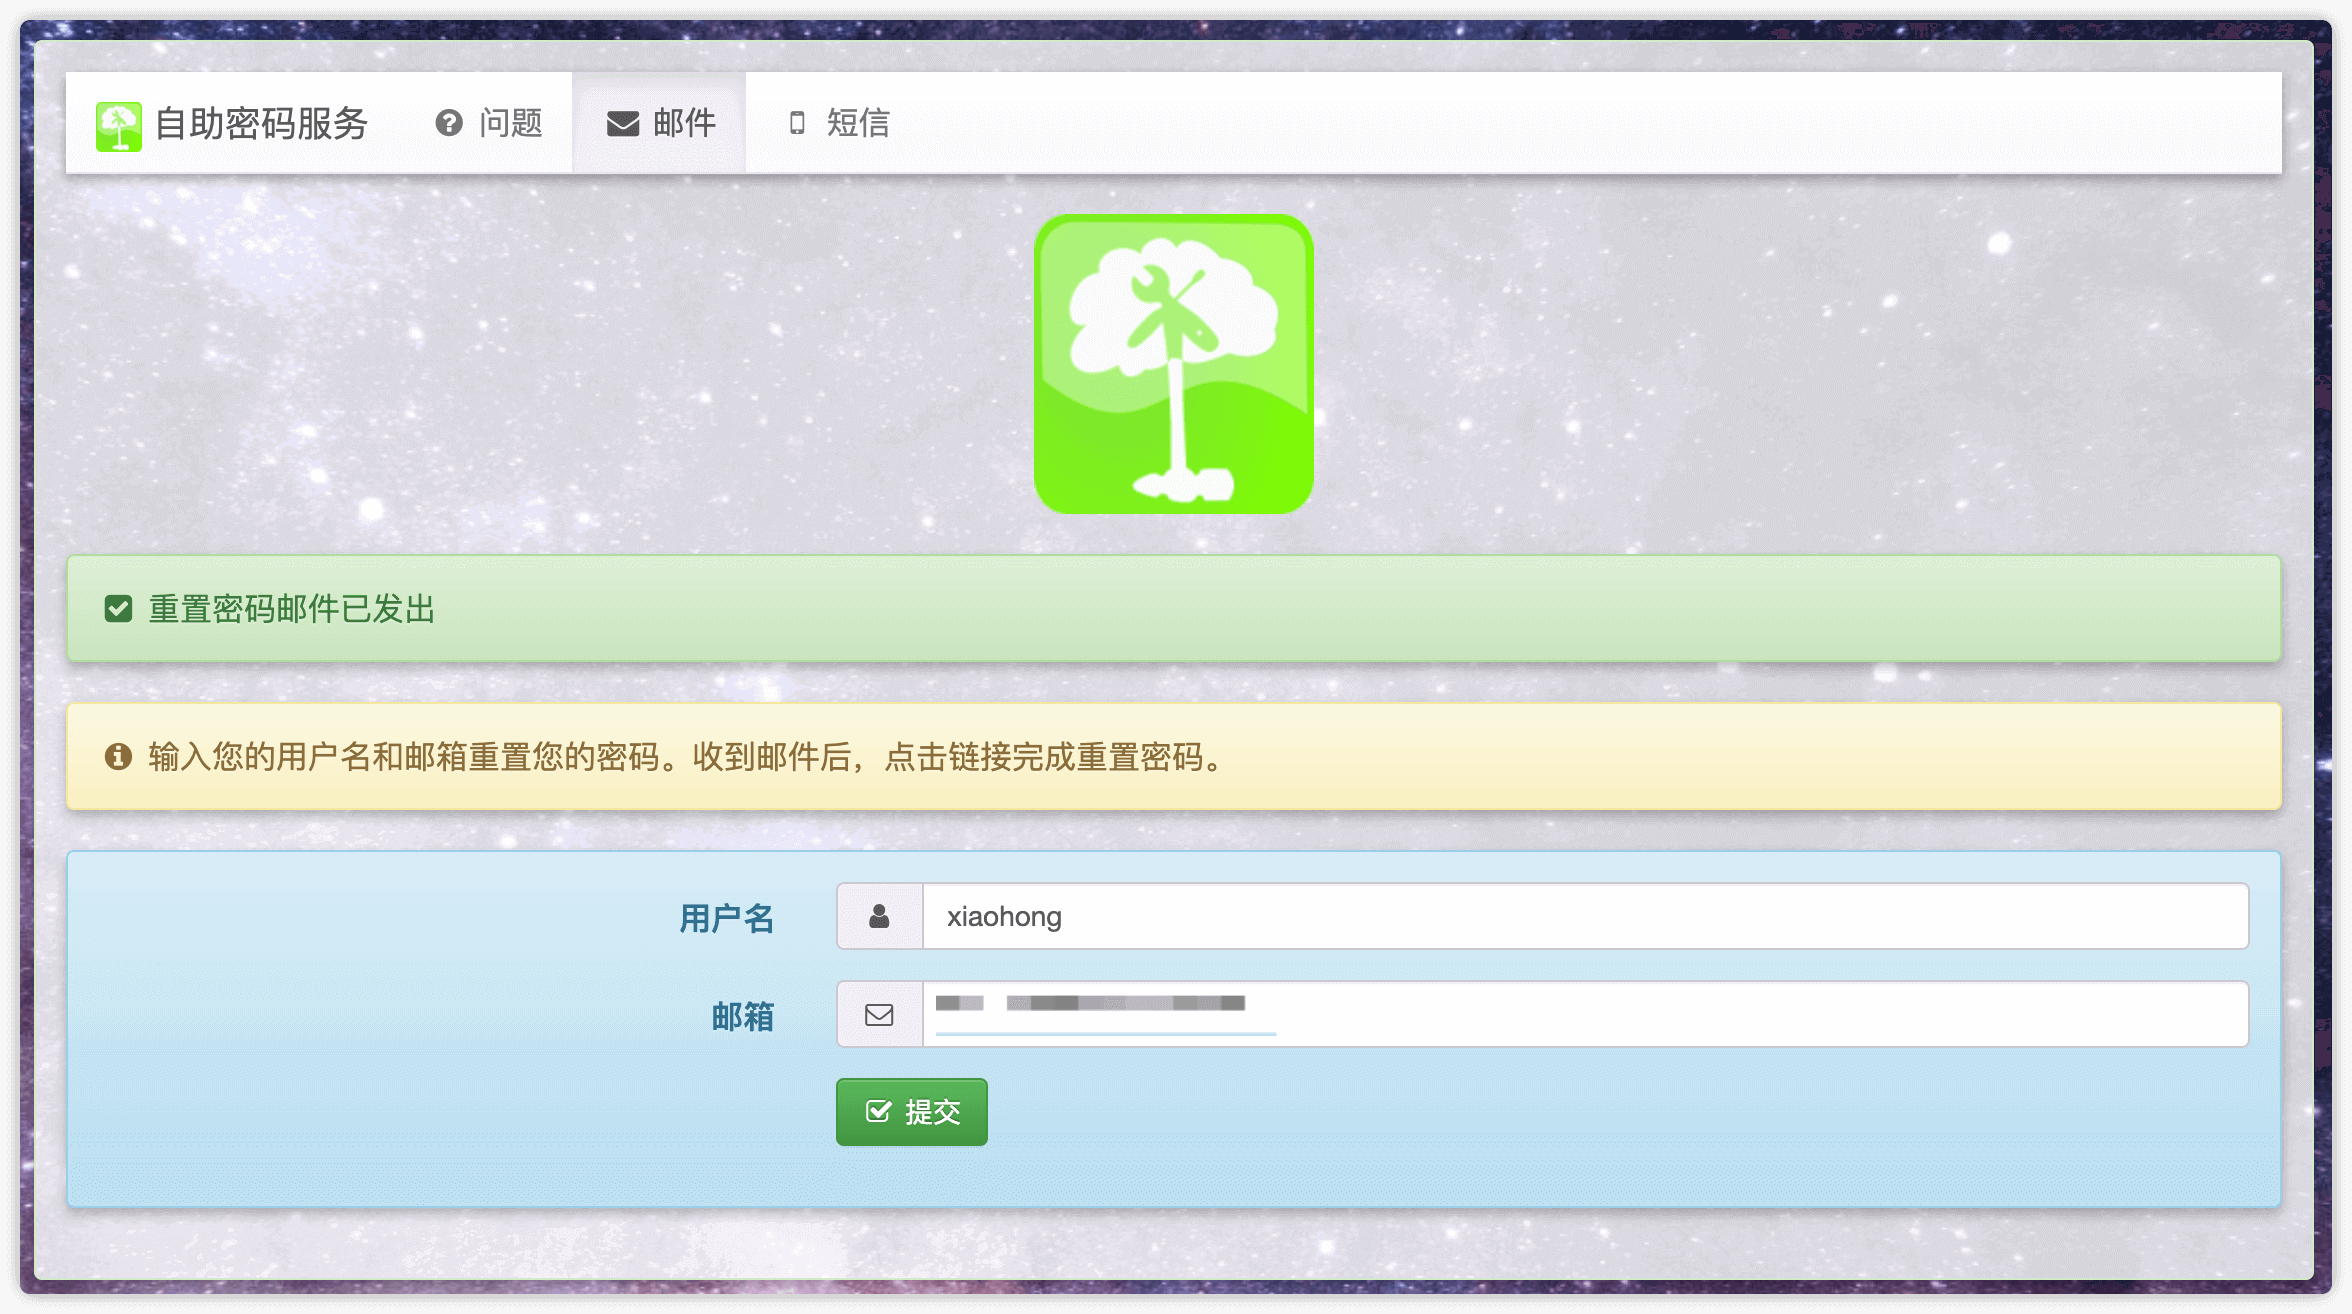 自助密码服务 问题 邮件 短信
重置密码邮件已发出
输入您的用户名和邮箱重置您的密码。收到邮件后，点击链接完成重置密码。
用户名 xiaohong
邮箱
提交